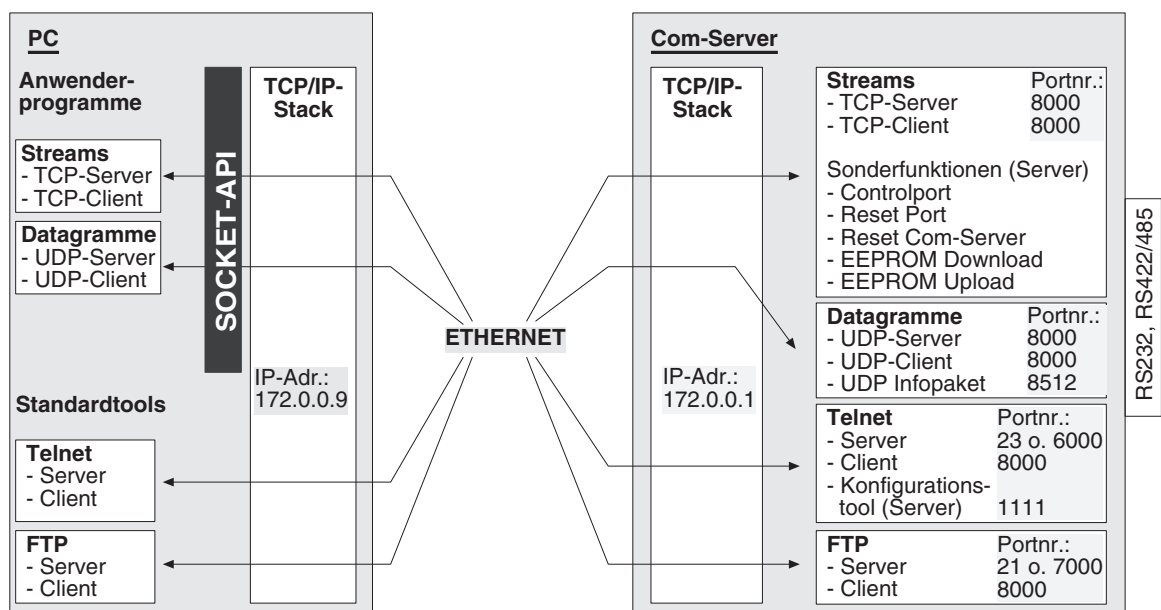 PC
Anwender-
programme
Streams
- TCP-Server
- TCP-Client
Datagramme
- UDP-Server
- UDP-Client
Standardtools
Telnet
- Server
- Client
FTP
- Server
- Client
SOCKET-API
TCP/IP-
Stack
IP-Adr.:
172.0.0.9
ETHERNET
Com-Server
TCP/IP-
Stack
IP-Adr.:
172.0.0.1
Streams Portnr.:
- TCP-Server 8000
- TCP-Client 8000
Sonderfunktionen (Server)
- Controlport
- Reset Port
- Reset Com-Server
- EEPROM Download
- EEPROM Upload
Datagramme Portnr.:
- UDP-Server 8000
- UDP-Client 8000
- UDP Infopaket 8512
Telnet Portnr.:
- Server 23 o. 6000
- Client 8000
- Konfigurations-
tool (Server) 1111
FTP Portnr.:
- Server 21 o. 7000
- Client 8000
RS232, RS422/485